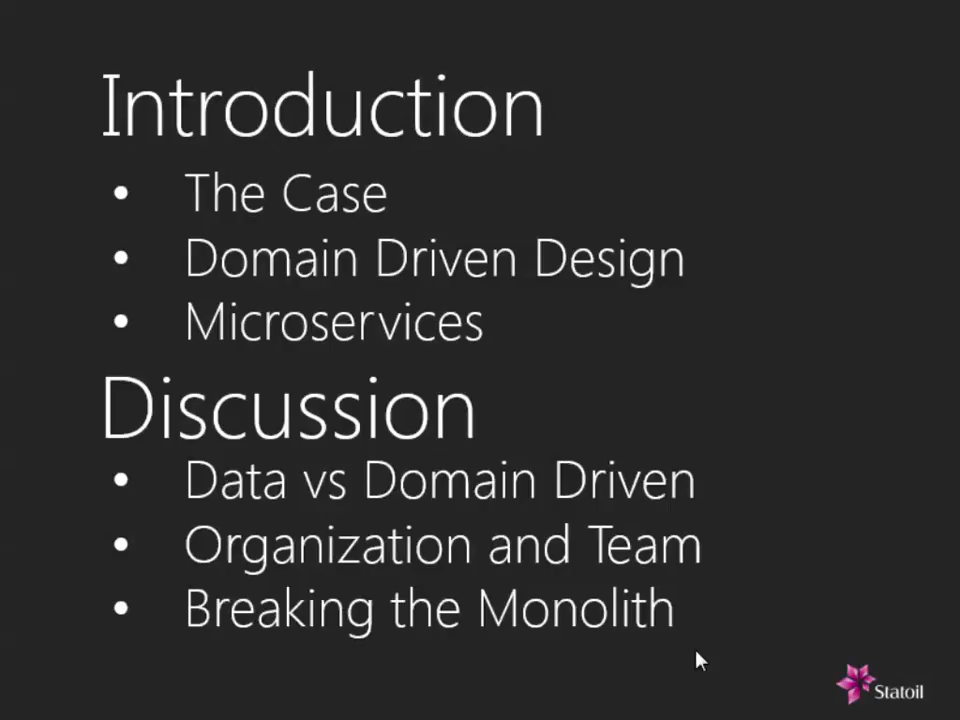 Introduction
• The Case
• Domain Driven Design
• Microservices
Discussion
• Data vs Domain Driven
• Organization and Team
• Breaking the Monolith
Statoil